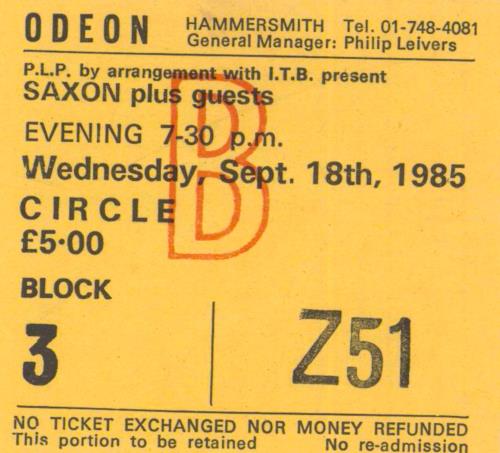 ODEON HAMMERSMITH Tel. 01-748-4081
General Manager: Philip Leivers
P.L.P. by arrangement with I.T.B. present
SAXON plus guests
EVENING 7-30 p.m.
Wednesday, Sept. 18th, 1985
CIRCLE
£5·00
B
BLOCK
3 Z51
NO TICKET EXCHANGED NOR MONEY REFUNDED
This portion to be retained No re-admission